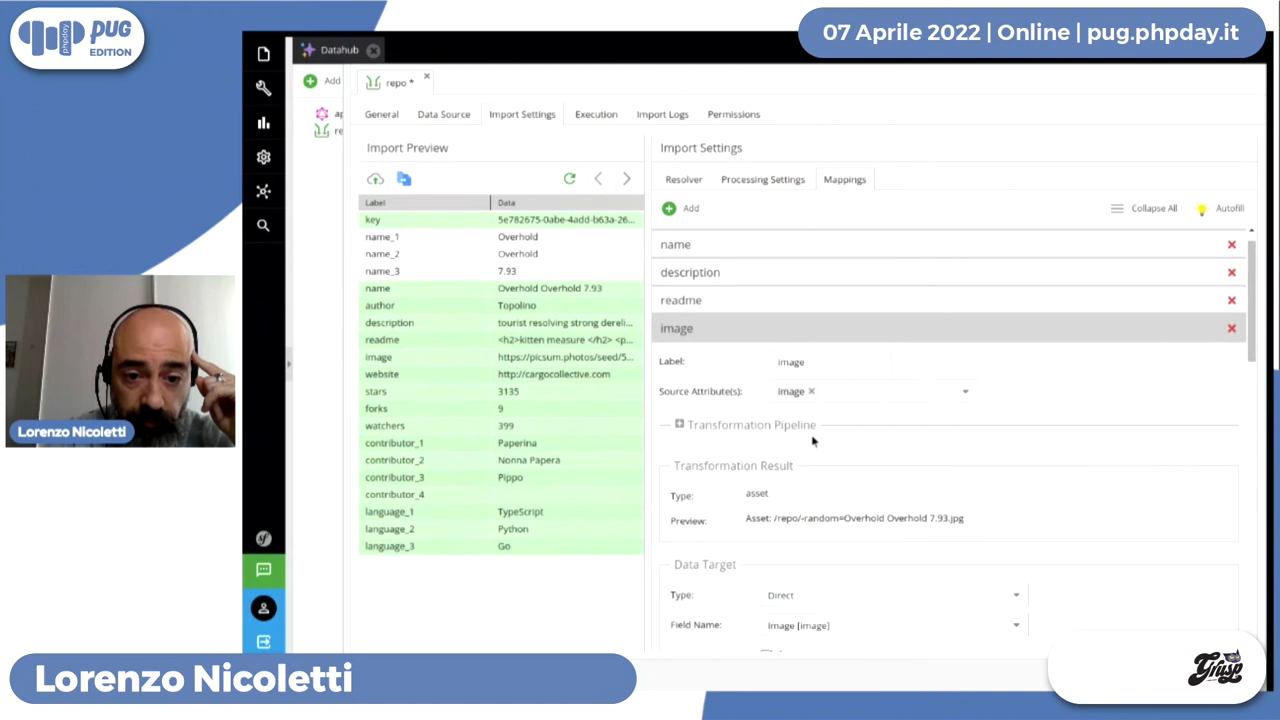 phpday
PUG
EDITION
07 Aprile 2022 | Online | pug.phpday.it
Datahub
Add
repo *
ap
re
General
Data Source
Import Settings
Execution
Import Logs
Permissions
Import Preview
Label Data
key 5e782675-0abe-4add-b63a-26...
name_1 Overhold
name_2 Overhold
name_3 7.93
name Overhold Overhold 7.93
author Topolino
description tourist resolving strong dereli...
readme <h2>kitten measure </h2> <p...
image https://picsum.photos/seed/5...
website http://cargocollective.com
stars 3135
forks 9
watchers 399
contributor_1 Paperina
contributor_2 Nonna Papera
contributor_3 Pippo
contributor_4
language_1 TypeScript
language_2 Python
language_3 Go
Import Settings
Resolver
Processing Settings
Mappings
Add
Collapse All
Autofill
name
description
readme
image
Label: image
Source Attribute(s): image
Transformation Pipeline
Transformation Result
Type: asset
Preview: Asset: /repo/-random=Overhold Overhold 7.93.jpg
Data Target
Type: Direct
Field Name: Image [image]
Lorenzo Nicoletti
Lorenzo Nicoletti
Grusp